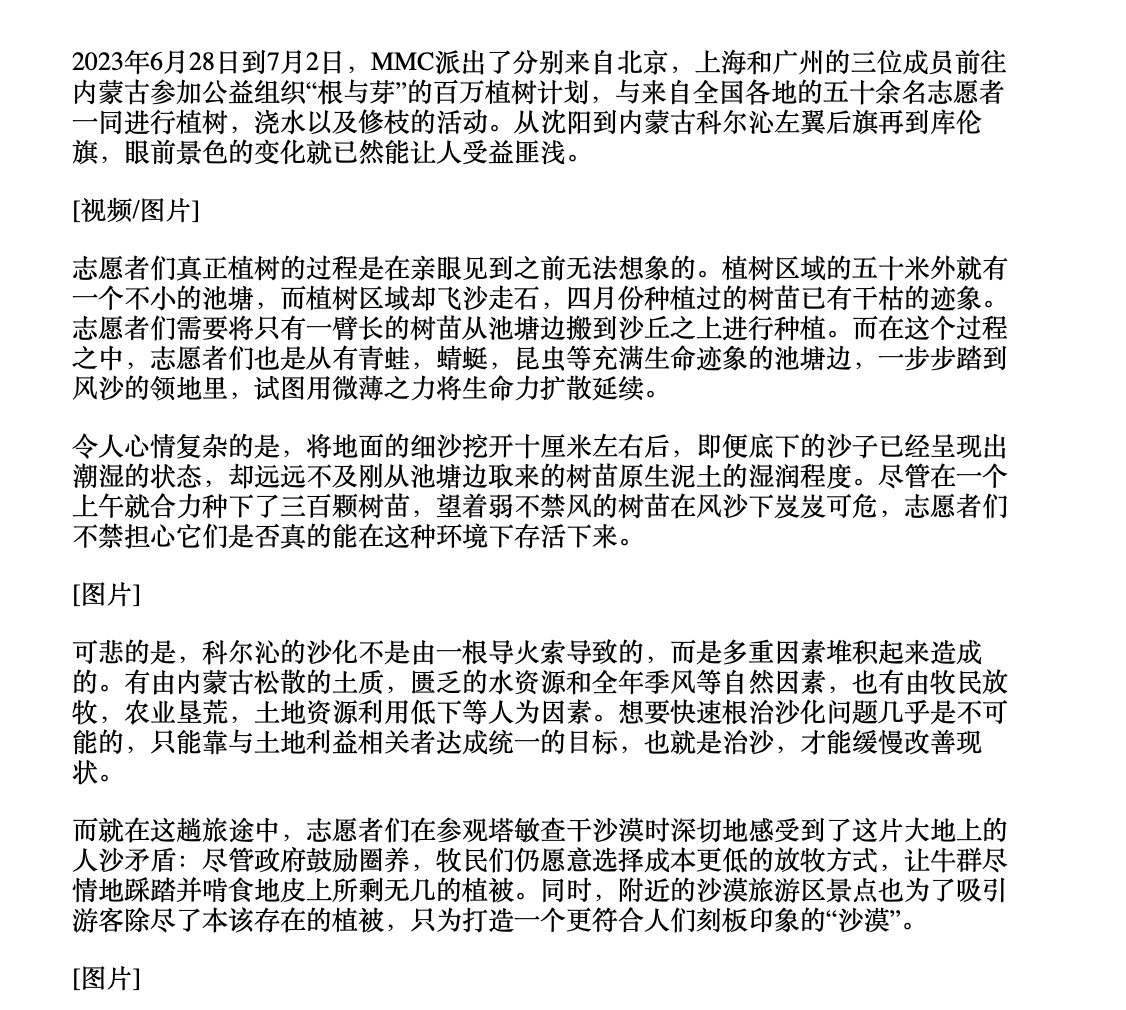 2023年6月28日到7月2日，MMC派出了分别来自北京，上海和广州的三位成员前往
内蒙古参加公益组织“根与芽”的百万植树计划，与来自全国各地的五十余名志愿者
一同进行植树，浇水以及修枝的活动。从沈阳到内蒙古科尔沁左翼后旗再到库伦
旗，眼前景色的变化就已然能让人受益匪浅。
[视频/图片]
志愿者们真正植树的过程是在亲眼见到之前无法想象的。植树区域的五十米外就有
一个不小的池塘，而植树区域却飞沙走石，四月份种植过的树苗已有干枯的迹象。
志愿者们需要将只有一臂长的树苗从池塘边搬到沙丘之上进行种植。而在这个过程
之中，志愿者们也是从有青蛙，蜻蜓，昆虫等充满生命迹象的池塘边，一步步踏到
风沙的领地里，试图用微薄之力将生命力扩散延续。
令人心情复杂的是，将地面的细沙挖开十厘米左右后，即便底下的沙子已经呈现出
潮湿的状态，却远远不及刚从池塘边取来的树苗原生泥土的湿润程度。尽管在一个
上午就合力种下了三百颗树苗，望着弱不禁风的树苗在风沙下岌岌可危，志愿者们
不禁担心它们是否真的能在这种环境下存活下来。
[图片]
可悲的是，科尔沁的沙化不是由一根导火索导致的，而是多重因素堆积起来造成
的。有由内蒙古松散的土质，匮乏的水资源和全年季风等自然因素，也有由牧民放
牧，农业垦荒，土地资源利用低下等人为因素。想要快速根治沙化问题几乎是不可
能的，只能靠与土地利益相关者达成统一的目标，也就是治沙，才能缓慢改善现
状。
而就在这趟旅途中，志愿者们在参观塔敏查干沙漠时深切地感受到了这片大地上的
人沙矛盾：尽管政府鼓励圈养，牧民们仍愿意选择成本更低的放牧方式，让牛群尽
情地踩踏并啃食地皮上所剩无几的植被。同时，附近的沙漠旅游区景点也为了吸引
游客除尽了本该存在的植被，只为打造一个更符合人们刻板印象的“沙漠”。
[图片]